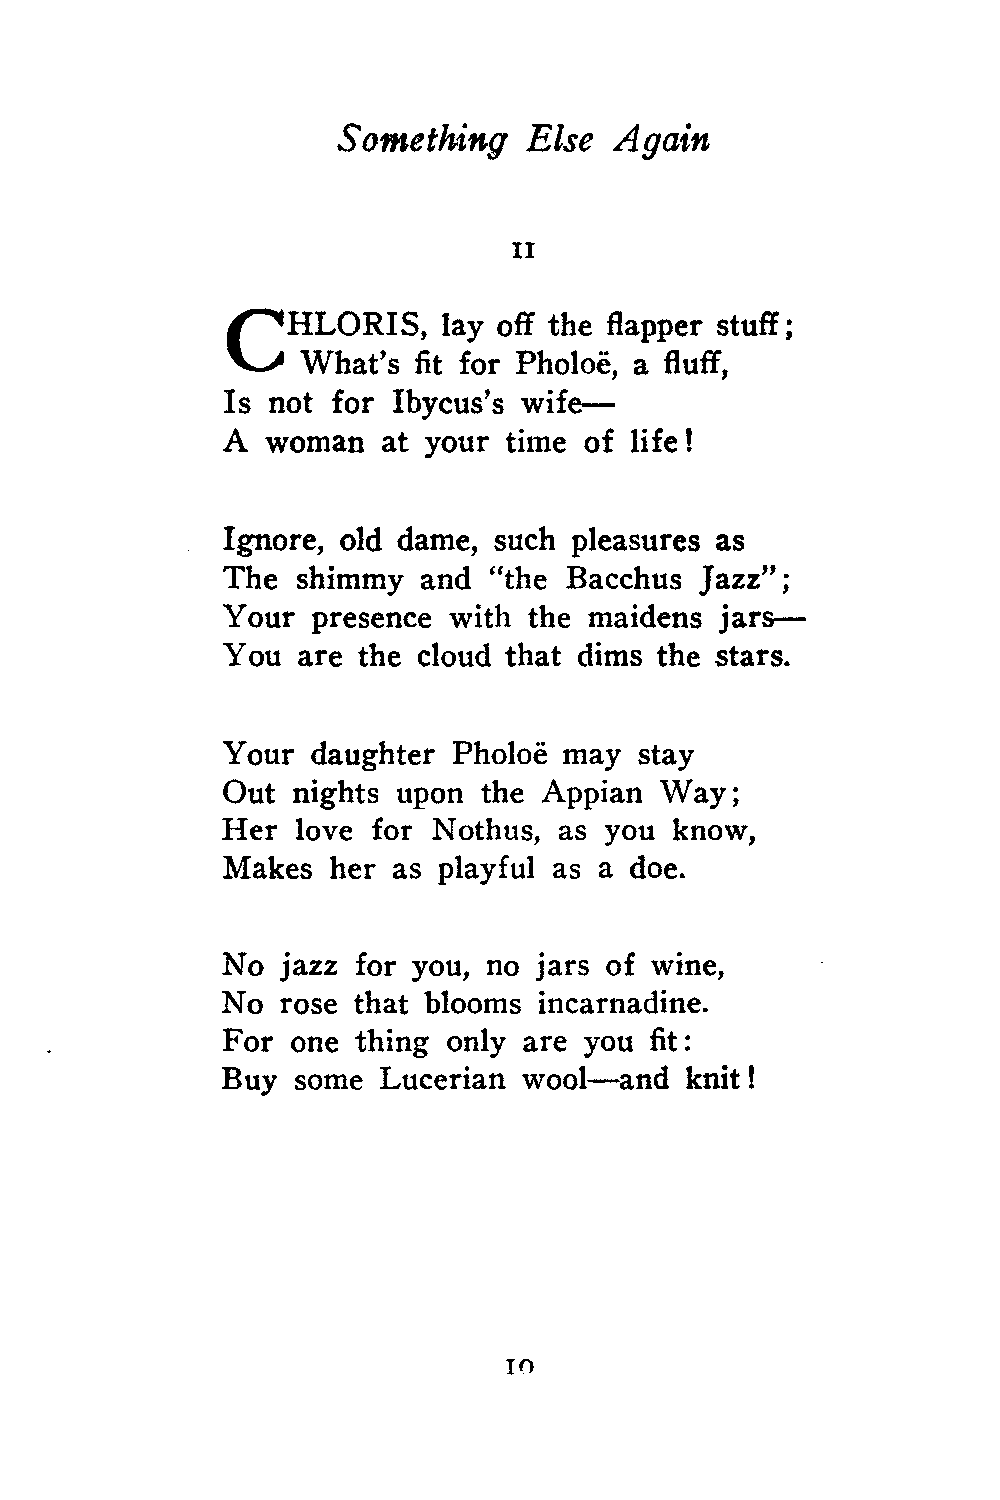 Something Else Again
II
CHLORIS, lay off the flapper stuff;
What's fit for Pholoë, a fluff,
Is not for Ibycus's wife—
A woman at your time of life!
Ignore, old dame, such pleasures as
The shimmy and "the Bacchus Jazz";
Your presence with the maidens jars—
You are the cloud that dims the stars.
Your daughter Pholoë may stay
Out nights upon the Appian Way;
Her love for Nothus, as you know,
Makes her as playful as a doe.
No jazz for you, no jars of wine,
No rose that blooms incarnadine.
For one thing only are you fit:
Buy some Lucerian wool—and knit!
10